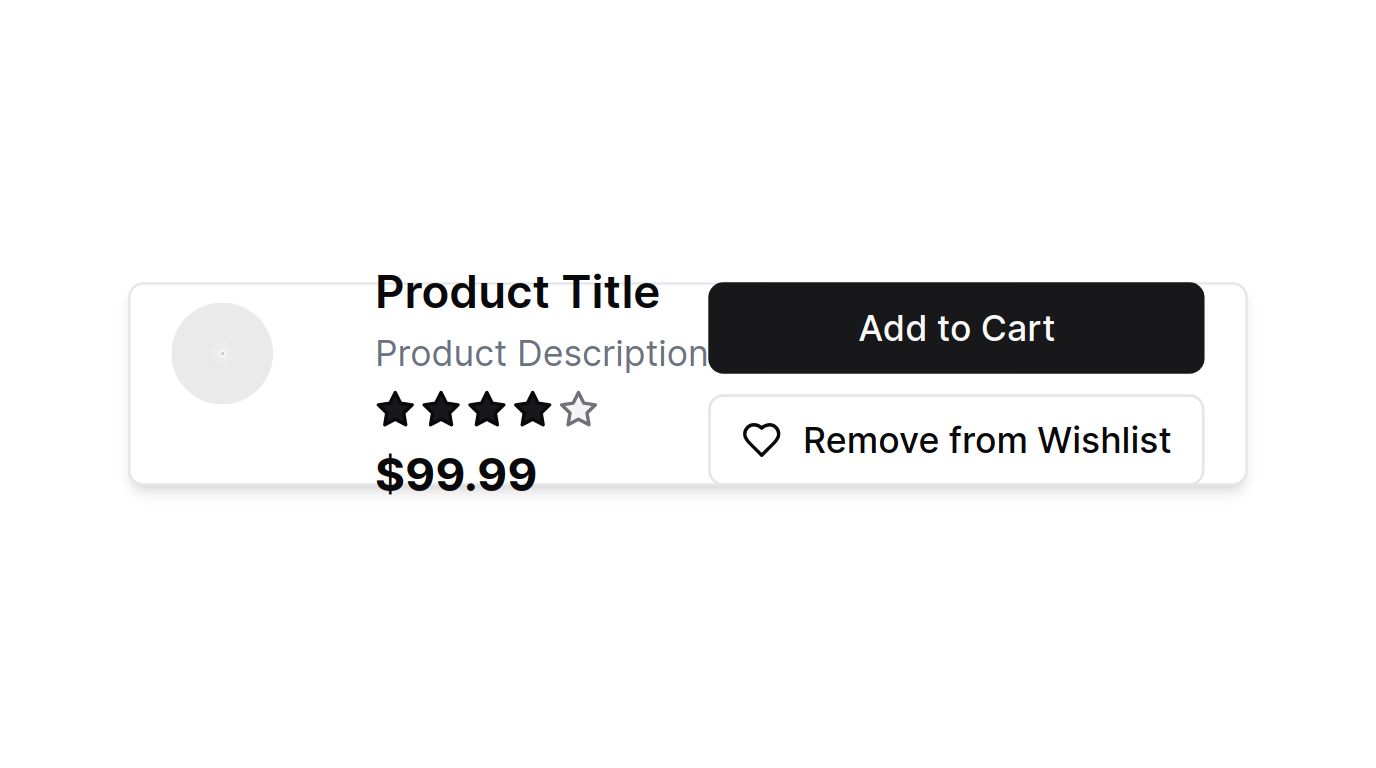 Product Title
Product Description
$99.99
Add to Cart
Remove from Wishlist